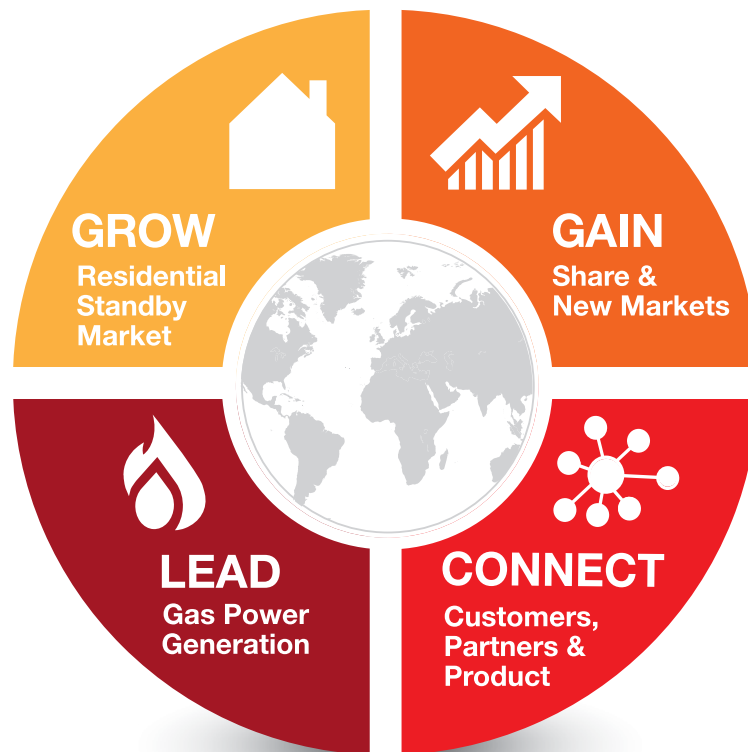 GROW
Residential
Standby
Market
GAIN
Share &
New Markets
LEAD
Gas Power
Generation
CONNECT
Customers,
Partners &
Product